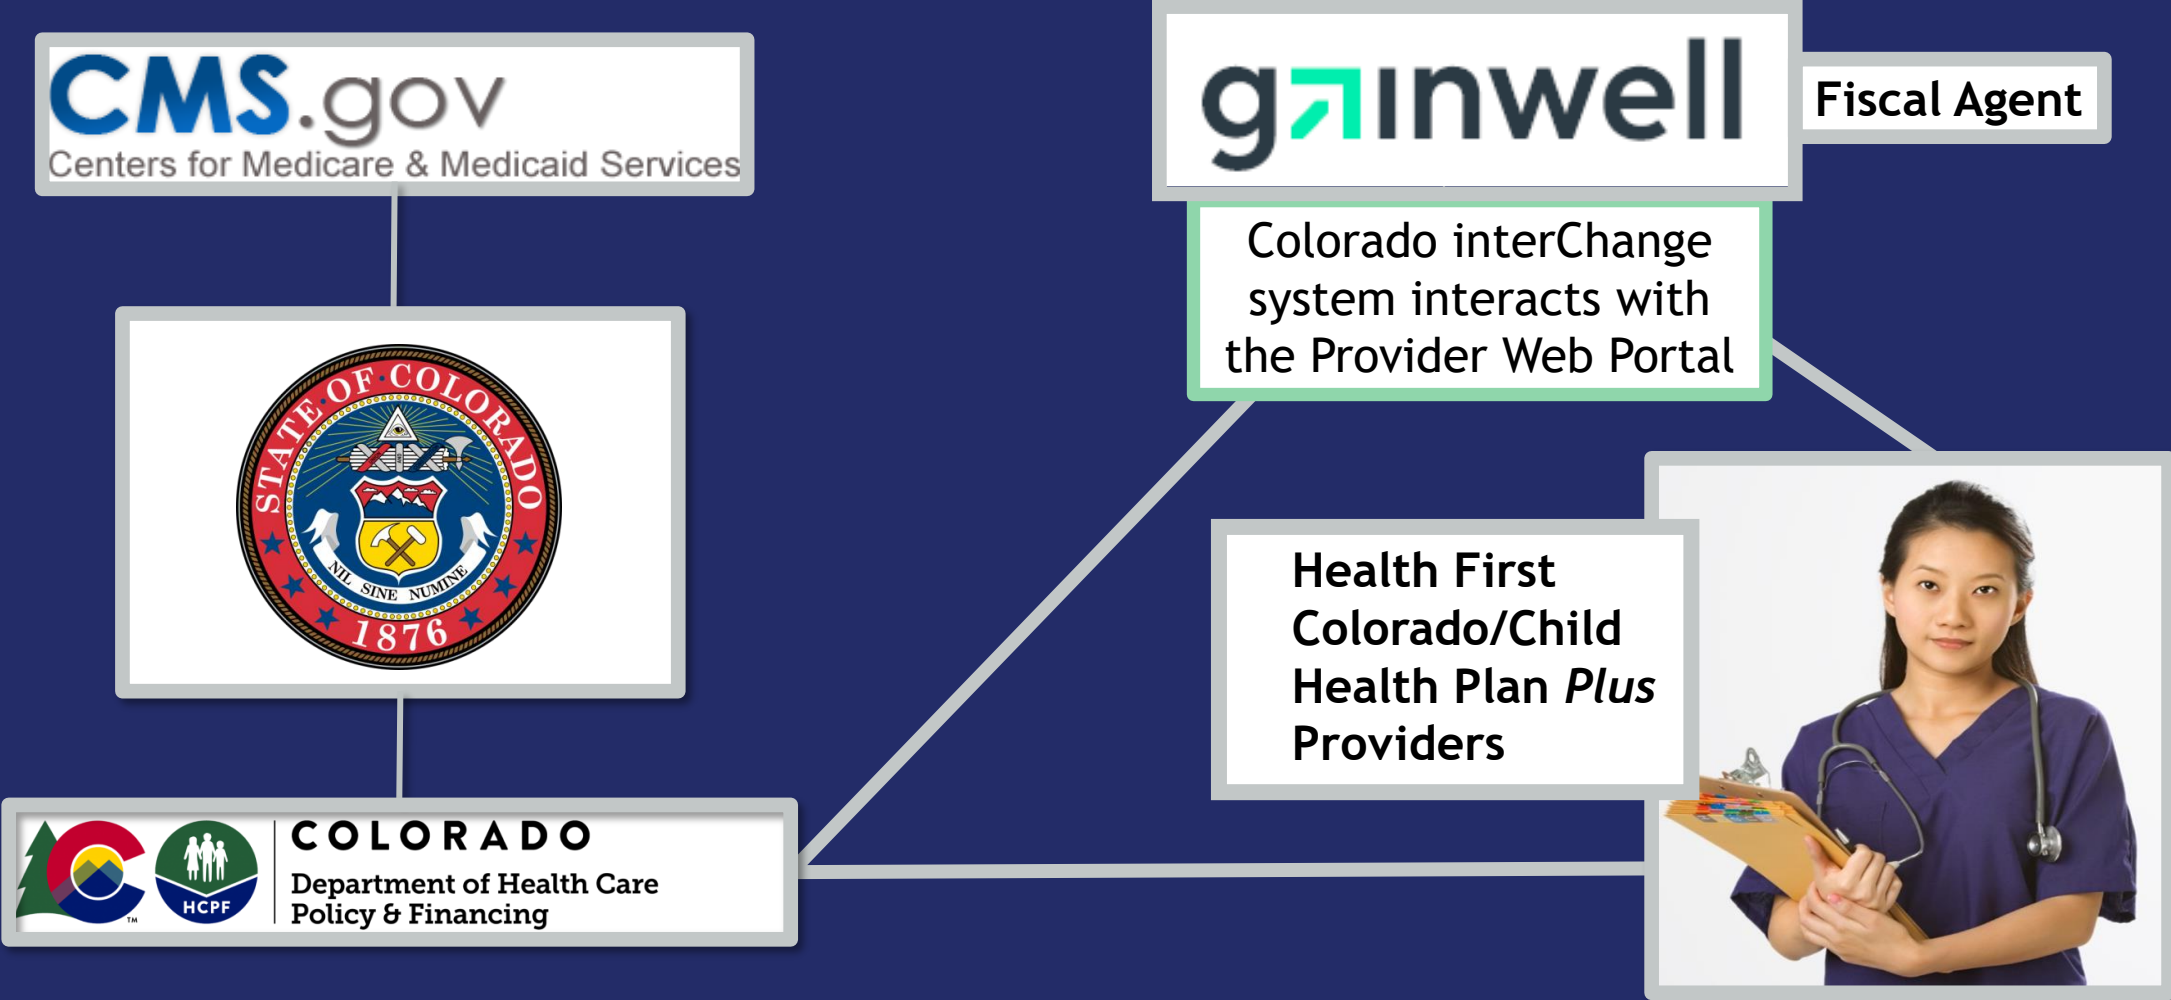 CMS.gov
Centers for Medicare & Medicaid Services
gainwell
Fiscal Agent
Colorado interChange
system interacts with
the Provider Web Portal
STATE OF COLORADO
NIL SINE NUMINE
1876
Health First
Colorado/Child
Health Plan Plus
Providers
HCPF
TM
COLORADO
Department of Health Care
Policy & Financing